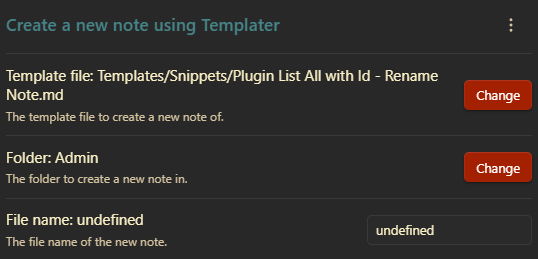 Create a new note using Templater
Template file: Templates/Snippets/Plugin List All with Id - Rename
Note.md
Change
The template file to create a new note of.
Folder: Admin
Change
The folder to create a new note in.
File name: undefined
undefined
The file name of the new note.